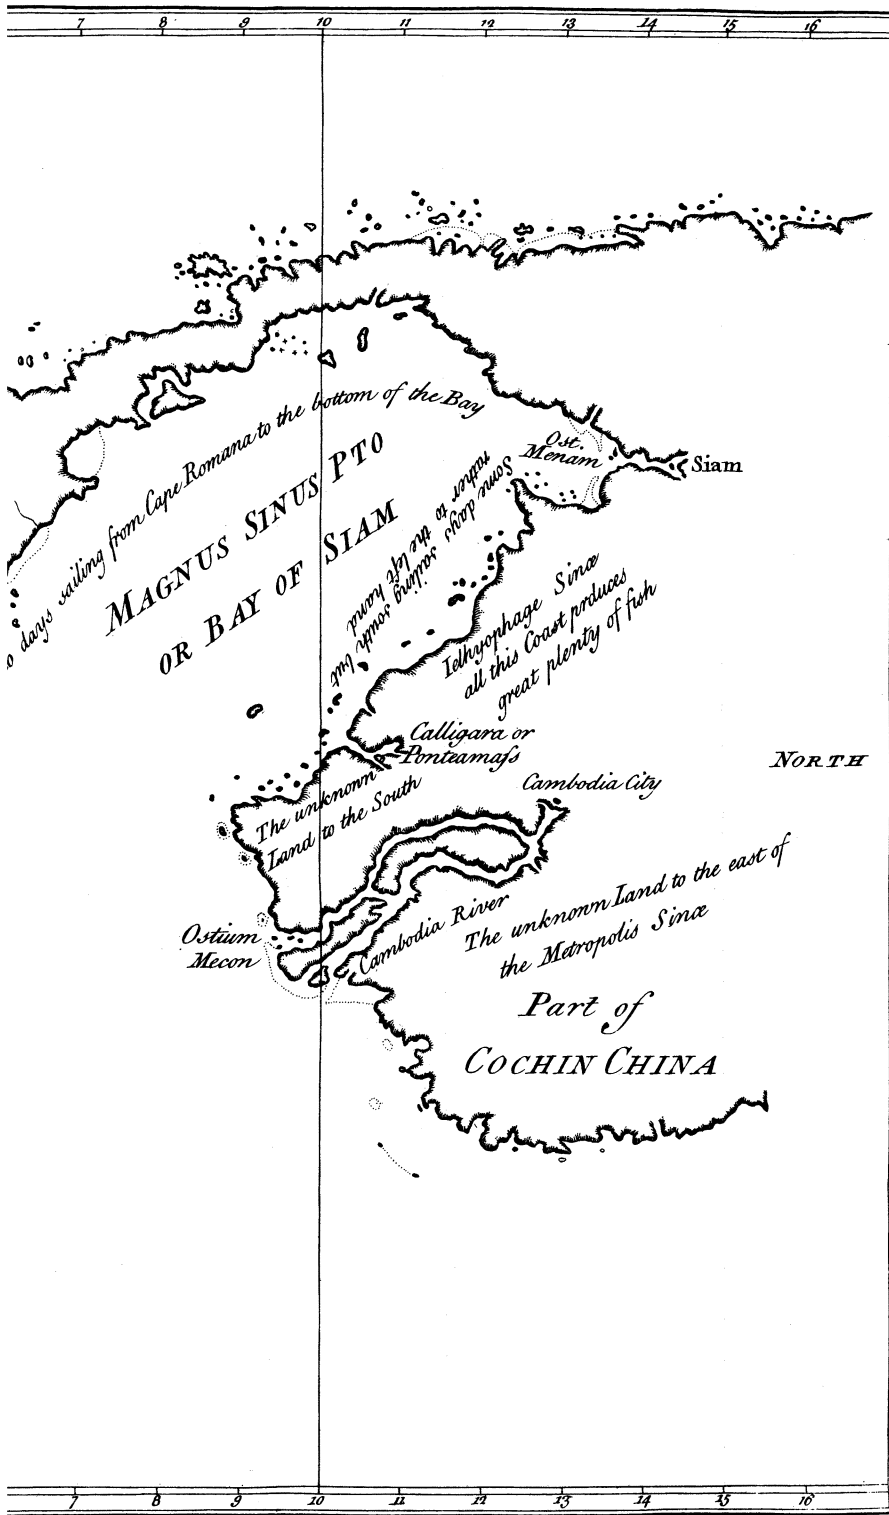 7 8 9 10 11 12 13 14 15 16
days sailing from Cape Romana to the bottom of the Bay
MAGNUS SINUS PTO
OR BAY OF SIAM
Some days sailing south but
rather to the left hand
Ost.
Menam
Siam
Icthyophage Sinæ
all this Coast prduces
great plenty of fish
Calligara or
Ponteamaſs
NORTH
The unknown
Land to the South
Cambodia City
Cambodia River
The unknown Land to the east of
the Metropolis Sinæ
Ostium
Mecon
Part of
COCHIN CHINA
7 8 9 10 11 12 13 14 15 16